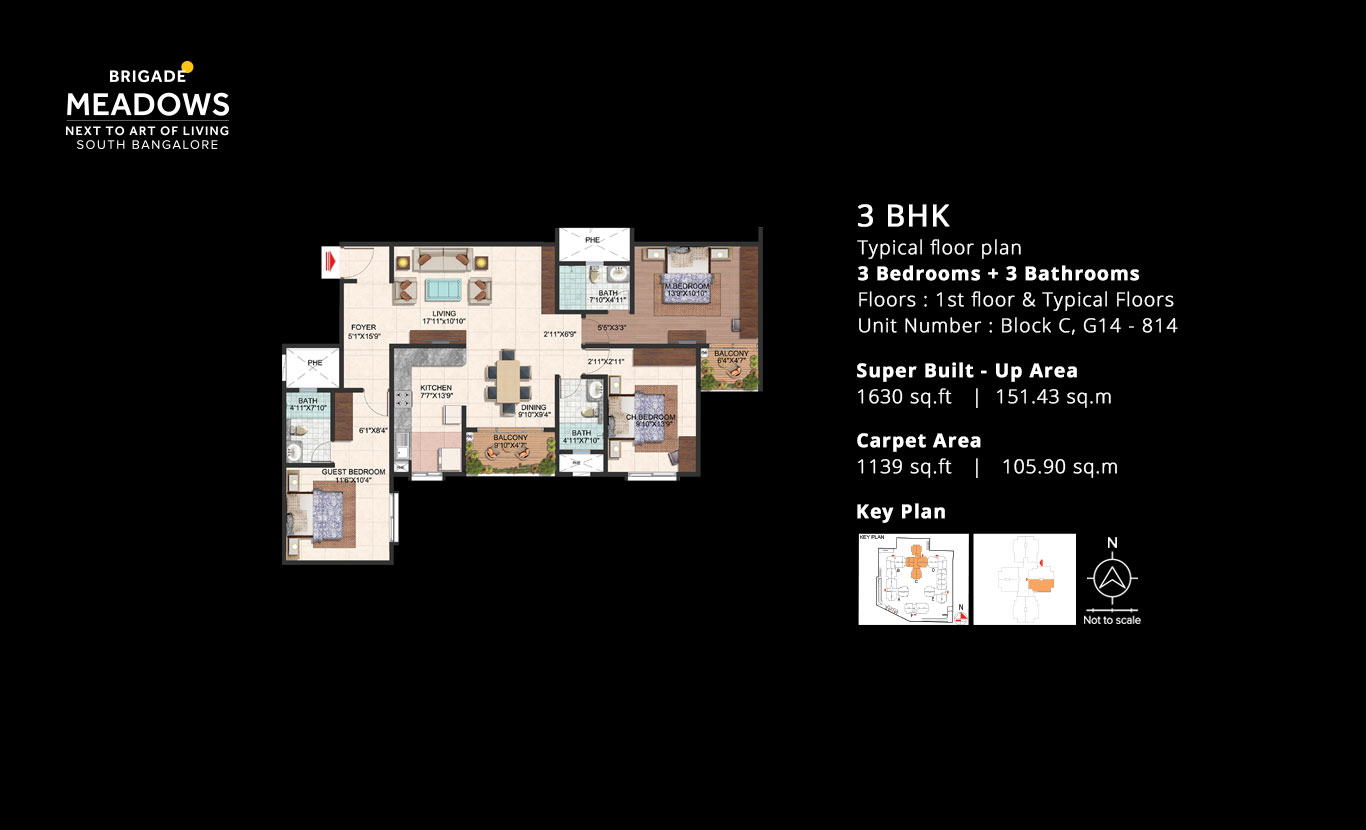 BRIGADE
MEADOWS
NEXT TO ART OF LIVING
SOUTH BANGALORE
PHE
BATH
7'10"X4'11"
M.BEDROOM
13'9"X10'10"
LIVING
17'11"x10'10"
FOYER
5'1"X15'9"
2'11"X6'9"
5'5"X3'3"
PHE
2'11"X2'11"
BALCONY
6'4"X4'7"
KITCHEN
7'7"X13'9"
DINING
9'10"X9'4"
BATH
4'11"X7'10"
6'1"X8'4"
CH.BEDROOM
9'10"X13'9"
BATH
4'11"X7'10"
BALCONY
9'10"X4'7"
PHE
PHE
GUEST BEDROOM
11'6"X10'4"
3 BHK
Typical floor plan
3 Bedrooms + 3 Bathrooms
Floors : 1st floor & Typical Floors
Unit Number : Block C, G14 - 814
Super Built - Up Area
1630 sq.ft | 151.43 sq.m
Carpet Area
1139 sq.ft | 105.90 sq.m
Key Plan
KEY PLAN
B
D
C
A
E
N
N
Not to scale